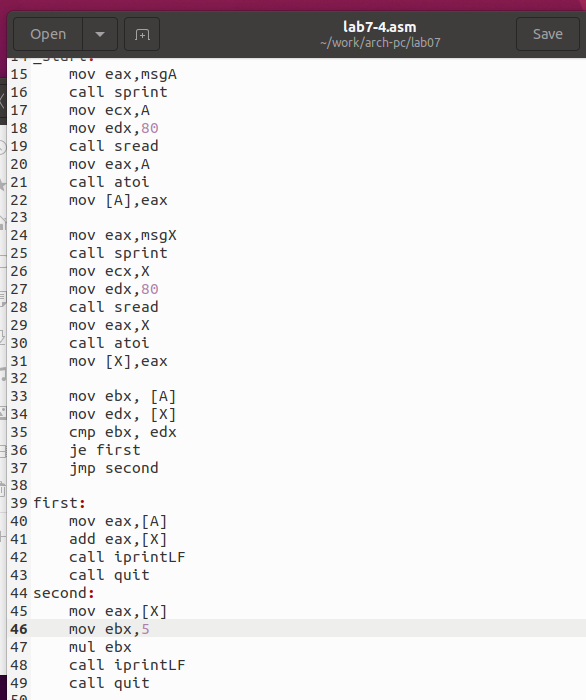 Open
lab7-4.asm
~/work/arch-pc/lab07
Save
14 _start:
15 mov eax,msgA
16 call sprint
17 mov ecx,A
18 mov edx,80
19 call sread
20 mov eax,A
21 call atoi
22 mov [A],eax
23
24 mov eax,msgX
25 call sprint
26 mov ecx,X
27 mov edx,80
28 call sread
29 mov eax,X
30 call atoi
31 mov [X],eax
32
33 mov ebx, [A]
34 mov edx, [X]
35 cmp ebx, edx
36 je first
37 jmp second
38
39 first:
40 mov eax,[A]
41 add eax,[X]
42 call iprintLF
43 call quit
44 second:
45 mov eax,[X]
46 mov ebx,5
47 mul ebx
48 call iprintLF
49 call quit
50